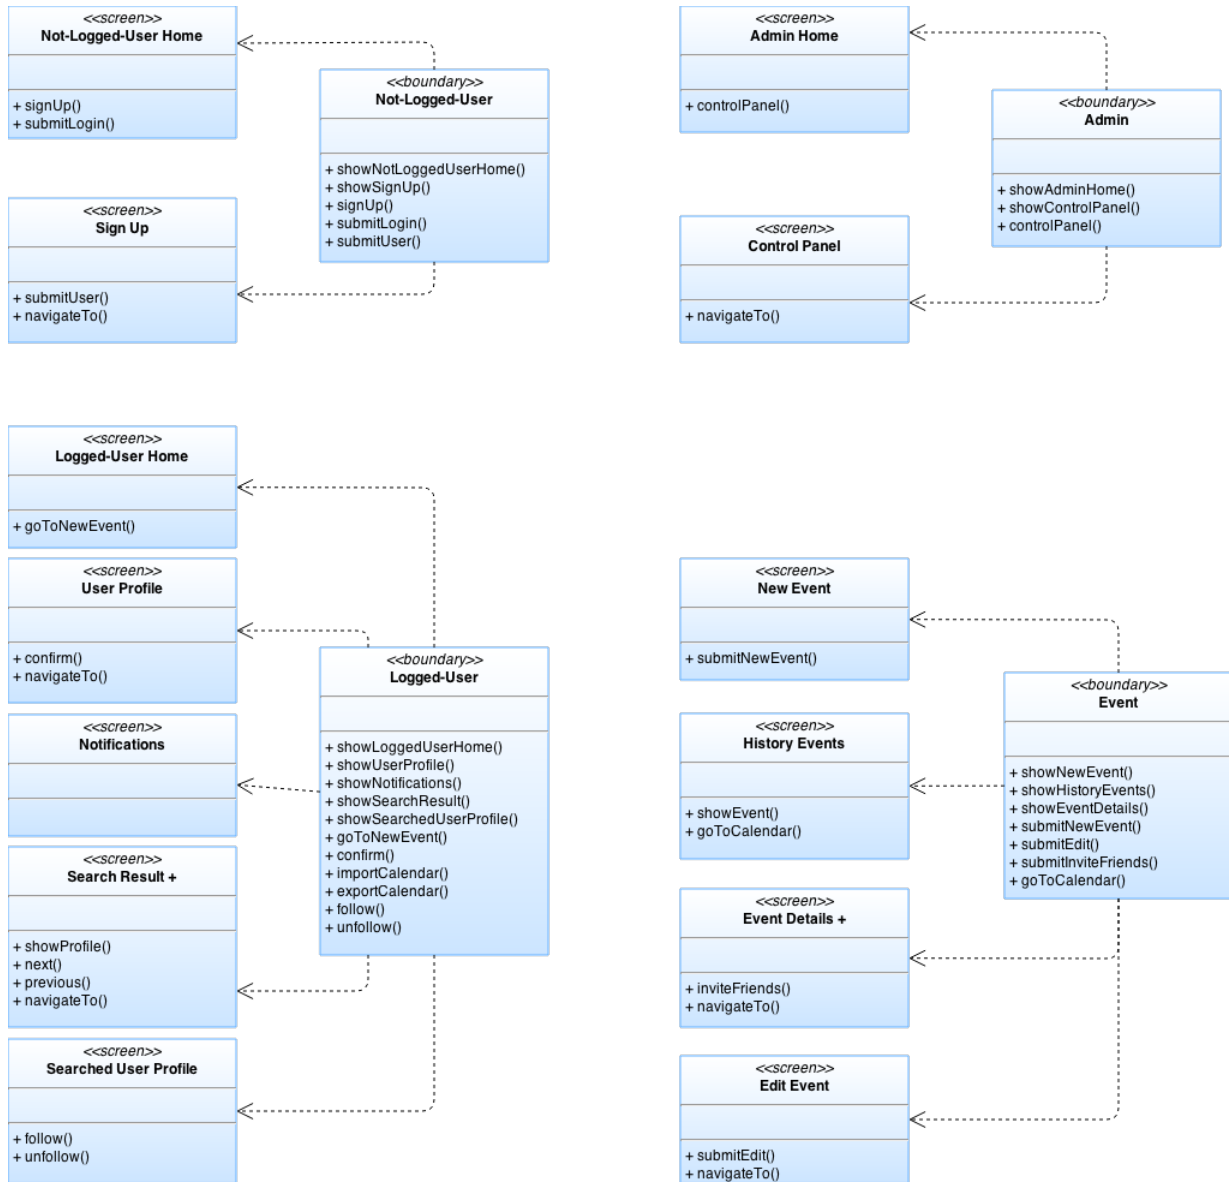 <<screen>>
Not-Logged-User Home
+ signUp()
+ submitLogin()
<<boundary>>
Not-Logged-User
+ showNotLoggedUserHome()
+ showSignUp()
+ signUp()
+ submitLogin()
+ submitUser()
<<screen>>
Sign Up
+ submitUser()
+ navigateTo()
<<screen>>
Admin Home
+ controlPanel()
<<boundary>>
Admin
+ showAdminHome()
+ showControlPanel()
+ controlPanel()
<<screen>>
Control Panel
+ navigateTo()
<<screen>>
Logged-User Home
+ goToNewEvent()
<<screen>>
User Profile
+ confirm()
+ navigateTo()
<<boundary>>
Logged-User
+ showLoggedUserHome()
+ showUserProfile()
+ showNotifications()
+ showSearchResult()
+ showSearchedUserProfile()
+ goToNewEvent()
+ confirm()
+ importCalendar()
+ exportCalendar()
+ follow()
+ unfollow()
<<screen>>
Notifications
<<screen>>
Search Result +
+ showProfile()
+ next()
+ previous()
+ navigateTo()
<<screen>>
Searched User Profile
+ follow()
+ unfollow()
<<screen>>
New Event
+ submitNewEvent()
<<boundary>>
Event
+ showNewEvent()
+ showHistoryEvents()
+ showEventDetails()
+ submitNewEvent()
+ submitEdit()
+ submitInviteFriends()
+ goToCalendar()
<<screen>>
History Events
+ showEvent()
+ goToCalendar()
<<screen>>
Event Details +
+ inviteFriends()
+ navigateTo()
<<screen>>
Edit Event
+ submitEdit()
+ navigateTo()